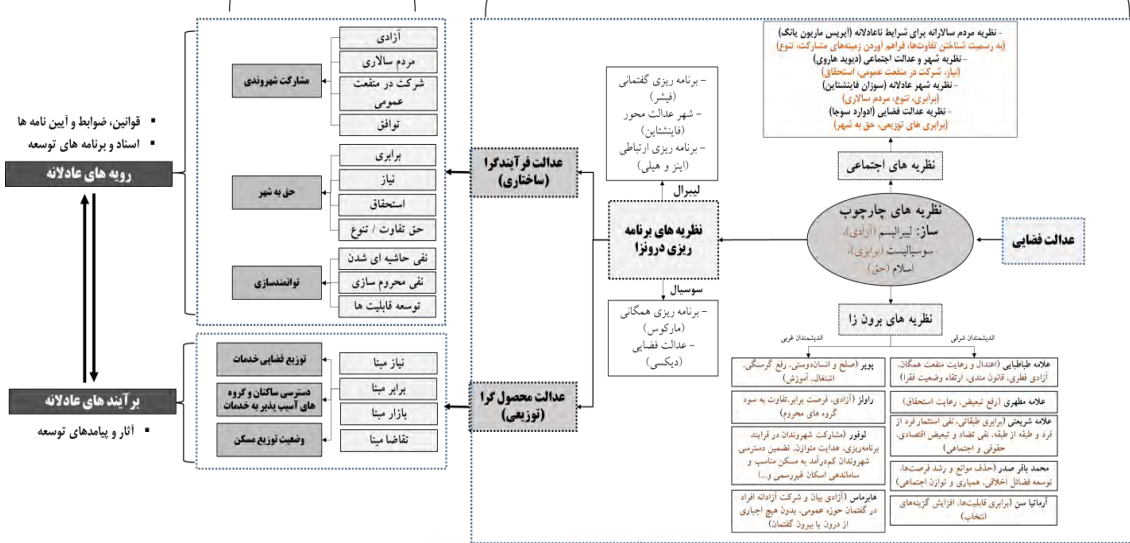 - نظریه مردم سالارانه برای شرایط ناعادلانه (آیریس ماریون یانگ)
(به رسمیت شناختن تفاوت‌ها، فراهم آوردن زمینه‌های مشارکت، تنوع)
- نظریه شهر و عدالت اجتماعی (دیوید هاروی)
(نیاز، شرکت در منفعت عمومی، استحقاق)
- نظریه شهر عادلانه (سوزان فاینشتاین)
(برابری، تنوع، مردم سالاری)
- نظریه عدالت فضایی (ادوارد سوجا)
(برابری های توزیعی، حق به شهر)
نظریه های اجتماعی
عدالت فضایی
نظریه های چارچوب
ساز: لیبرالیسم (آزادی)،
سوسیالیست (برابری)،
اسلام (حق)
نظریه های برون زا
اندیشمندان شرقی
اندیشمندان غربی
علامه طباطبایی (اعتدال و رعایت منفعت همگان،
آزادی فطری، قانون مندی، ارتقاء وضعیت فقرا)
علامه مطهری (رفع تبعیض، رعایت استحقاق)
علامه شریعتی (برابری طبقاتی، نفی استثمار فرد از
فرد و طبقه از طبقه، نفی تضاد و تبعیض اقتصادی،
حقوقی و اجتماعی)
محمد باقر صدر (حذف موانع و رشد فرصت‌ها،
توسعه فضائل اخلاقی، همیاری و توازن اجتماعی)
آرماتیا سن (برابری قابلیت‌ها، افزایش گزینه‌های
انتخاب)
پوپر (صلح و انسان‌دوستی، رفع گرسنگی،
اشتغال، آموزش)
راولز (آزادی، فرصت برابر، تفاوت به سود
گروه های محروم)
لوفور (مشارکت شهروندان در فرایند
برنامه‌ریزی، هدایت متوازن، تضمین دسترسی
شهروندان کم‌درآمد به مسکن مناسب و
ساماندهی اسکان غیررسمی و...)
هابرماس (آزادی بیان و شرکت آزادانه افراد
در گفتمان حوزه عمومی، بدون هیچ اجباری
از درون یا بیرون گفتمان)
- برنامه ریزی گفتمانی
(فیشر)
- شهر عدالت محور
(فاینشتاین)
- برنامه ریزی ارتباطی
(اینز و هیلی)
لیبرال
نظریه های برنامه
ریزی درونزا
سوسیال
- برنامه ریزی همگانی
(مارکوس)
- عدالت فضایی
(دیکسی)
عدالت فرآیندگرا
(ساختاری)
عدالت محصول گرا
(توزیعی)
آزادی
مردم سالاری
شرکت در منفعت
عمومی
توافق
مشارکت شهروندی
برابری
نیاز
استحقاق
حق تفاوت / تنوع
حق به شهر
نفی حاشیه ای شدن
نفی محروم سازی
توسعه قابلیت ها
توانمندسازی
نیاز مبنا
برابر مبنا
بازار مبنا
تقاضا مبنا
توزیع فضایی خدمات
دسترسی ساکنان و گروه
های آسیب پذیر به خدمات
وضعیت توزیع مسکن
▪ قوانین، ضوابط و آیین نامه ها
▪ اسناد و برنامه های توسعه
رویه های عادلانه
برآیندهای عادلانه
▪ آثار و پیامدهای توسعه